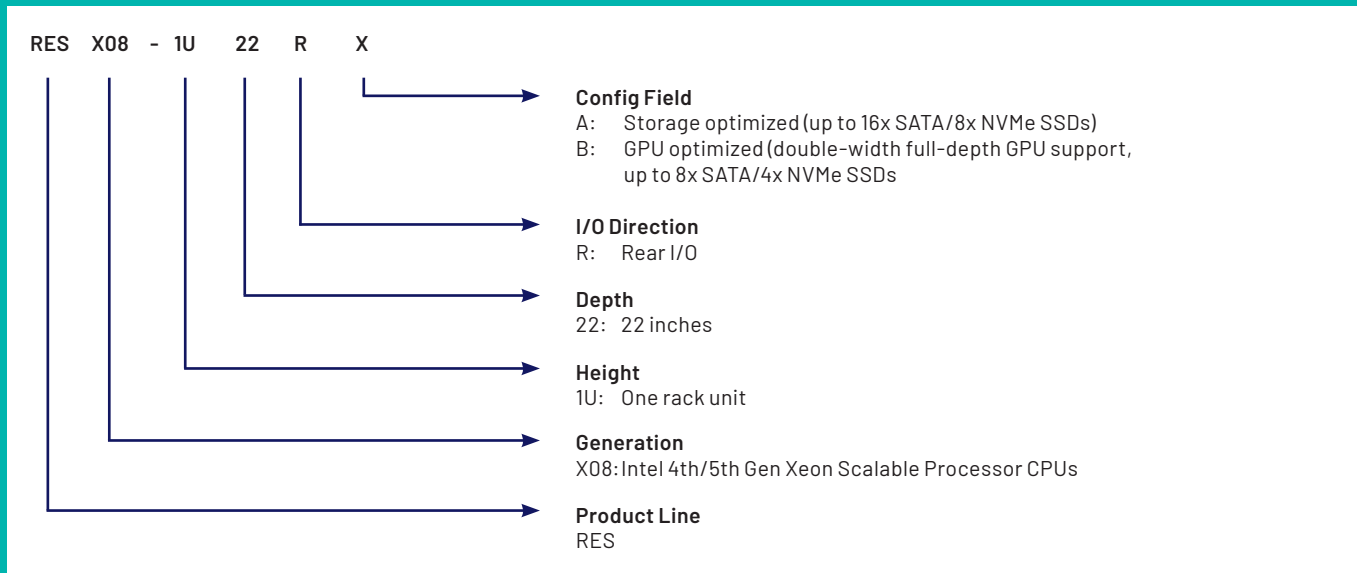 RES X08 - 1U 22 R X
Config Field
A: Storage optimized (up to 16x SATA/8x NVMe SSDs)
B: GPU optimized (double-width full-depth GPU support,
up to 8x SATA/4x NVMe SSDs
I/O Direction
R: Rear I/O
Depth
22: 22 inches
Height
1U: One rack unit
Generation
X08: Intel 4th/5th Gen Xeon Scalable Processor CPUs
Product Line
RES